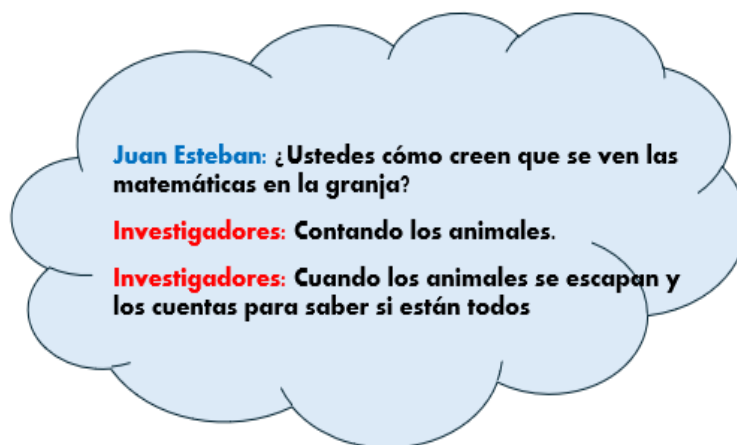 Juan Esteban: ¿Ustedes cómo creen que se ven las
matemáticas en la granja?
Investigadores: Contando los animales.
Investigadores: Cuando los animales se escapan y
los cuentas para saber si están todos